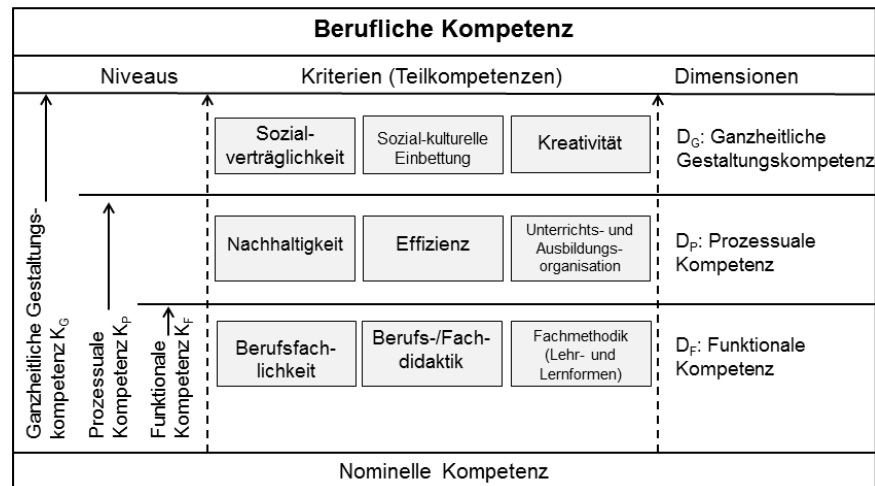 Berufliche Kompetenz
Niveaus
Kriterien (Teilkompetenzen)
Dimensionen
Sozial-
verträglichkeit
Sozial-kulturelle
Einbettung
Kreativität
D_G: Ganzheitliche
Gestaltungskompetenz
Nachhaltigkeit
Effizienz
Unterrichts- und
Ausbildungs-
organisation
D_P: Prozessuale
Kompetenz
Berufsfach-
lichkeit
Berufs-/Fach-
didaktik
Fachmethodik
(Lehr- und
Lernformen)
D_F: Funktionale
Kompetenz
Ganzheitliche Gestaltungs-
kompetenz K_G
Prozessuale
Kompetenz K_P
Funktionale
Kompetenz K_F
Nominelle Kompetenz